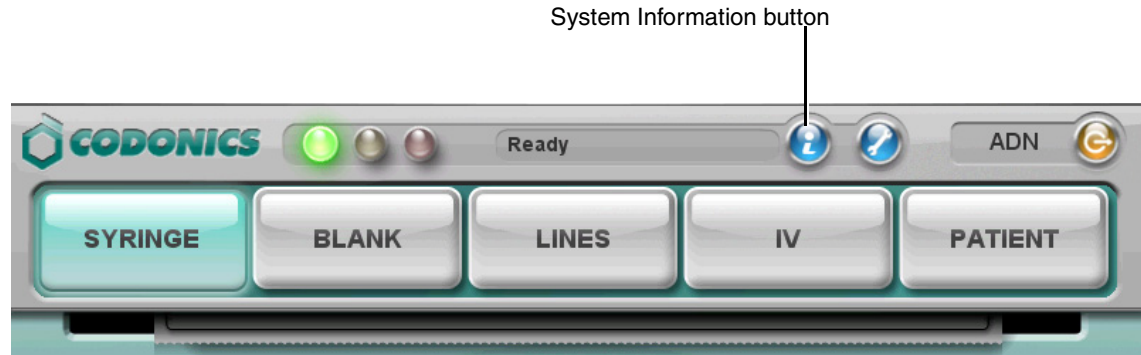 System Information button
CODONICS
Ready
i
ADN
SYRINGE
BLANK
LINES
IV
PATIENT